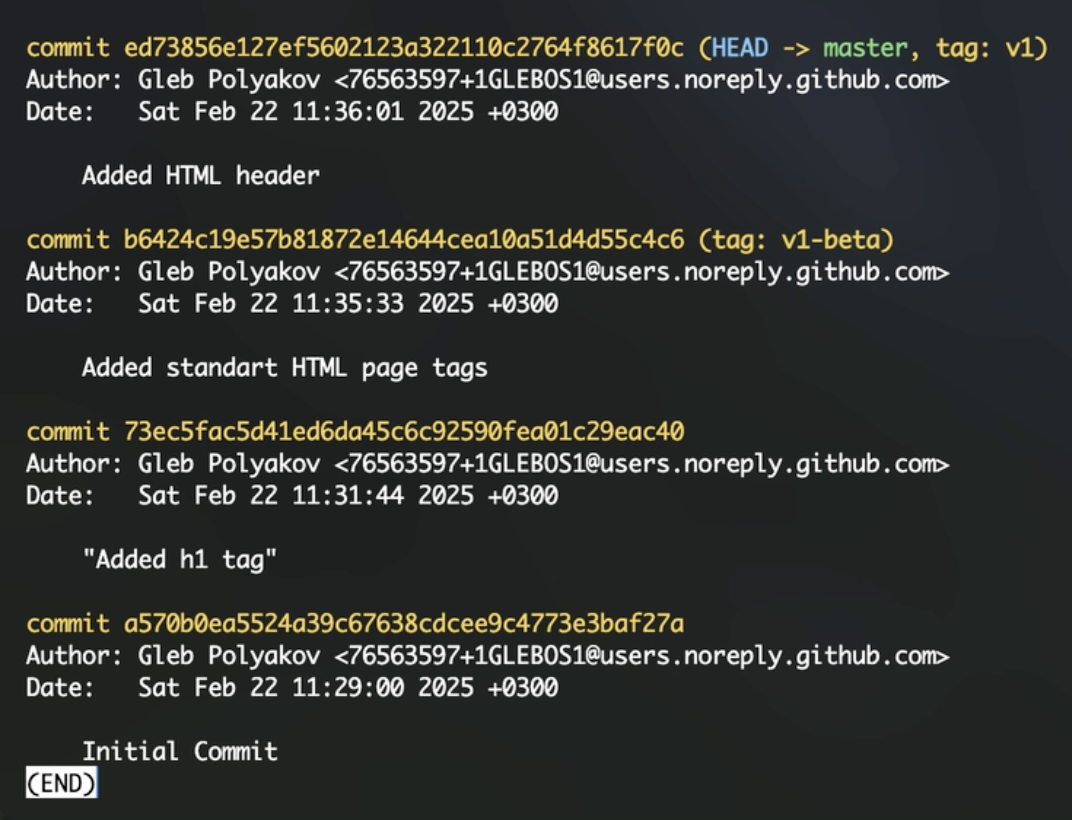 commit ed73856e127ef5602123a322110c2764f8617f0c (HEAD -> master, tag: v1)
Author: Gleb Polyakov <76563597+1GLEBOS1@users.noreply.github.com>
Date:   Sat Feb 22 11:36:01 2025 +0300
Added HTML header
commit b6424c19e57b81872e14644cea10a51d4d55c4c6 (tag: v1-beta)
Author: Gleb Polyakov <76563597+1GLEBOS1@users.noreply.github.com>
Date:   Sat Feb 22 11:35:33 2025 +0300
Added standart HTML page tags
commit 73ec5fac5d41ed6da45c6c92590fea01c29eac40
Author: Gleb Polyakov <76563597+1GLEBOS1@users.noreply.github.com>
Date:   Sat Feb 22 11:31:44 2025 +0300
"Added h1 tag"
commit a570b0ea5524a39c67638cdcee9c4773e3baf27a
Author: Gleb Polyakov <76563597+1GLEBOS1@users.noreply.github.com>
Date:   Sat Feb 22 11:29:00 2025 +0300
Initial Commit
(END)